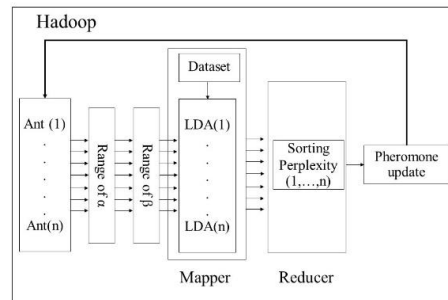 Hadoop
Ant (1)
.
.
.
.
.
Ant(n)
Range of α
Range of β
Dataset
LDA(1)
.
.
.
.
.
LDA(n)
Sorting
Perplexity
(1,...,n)
Pheromone
update
Mapper
Reducer